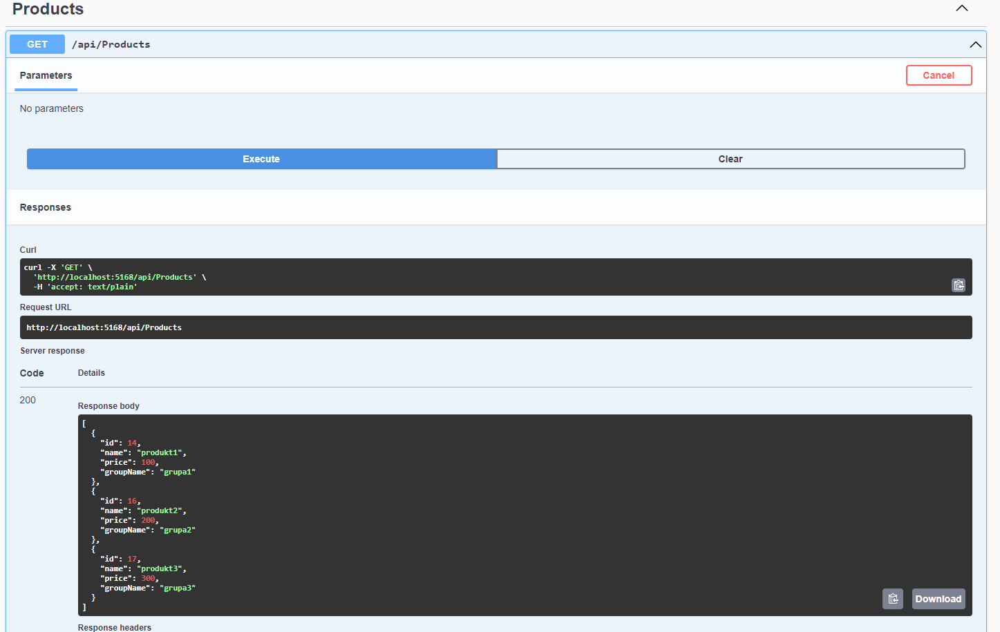 Products
GET /api/Products
Parameters Cancel
No parameters
Execute Clear
Responses
Curl
curl -X 'GET' \
  'http://localhost:5168/api/Products' \
  -H 'accept: text/plain'
Request URL
http://localhost:5168/api/Products
Server response
Code Details
200
Response body
[
  {
    "id": 14,
    "name": "produkt1",
    "price": 100,
    "groupName": "grupa1"
  },
  {
    "id": 16,
    "name": "produkt2",
    "price": 200,
    "groupName": "grupa2"
  },
  {
    "id": 17,
    "name": "produkt3",
    "price": 300,
    "groupName": "grupa3"
  }
]
Download
Response headers